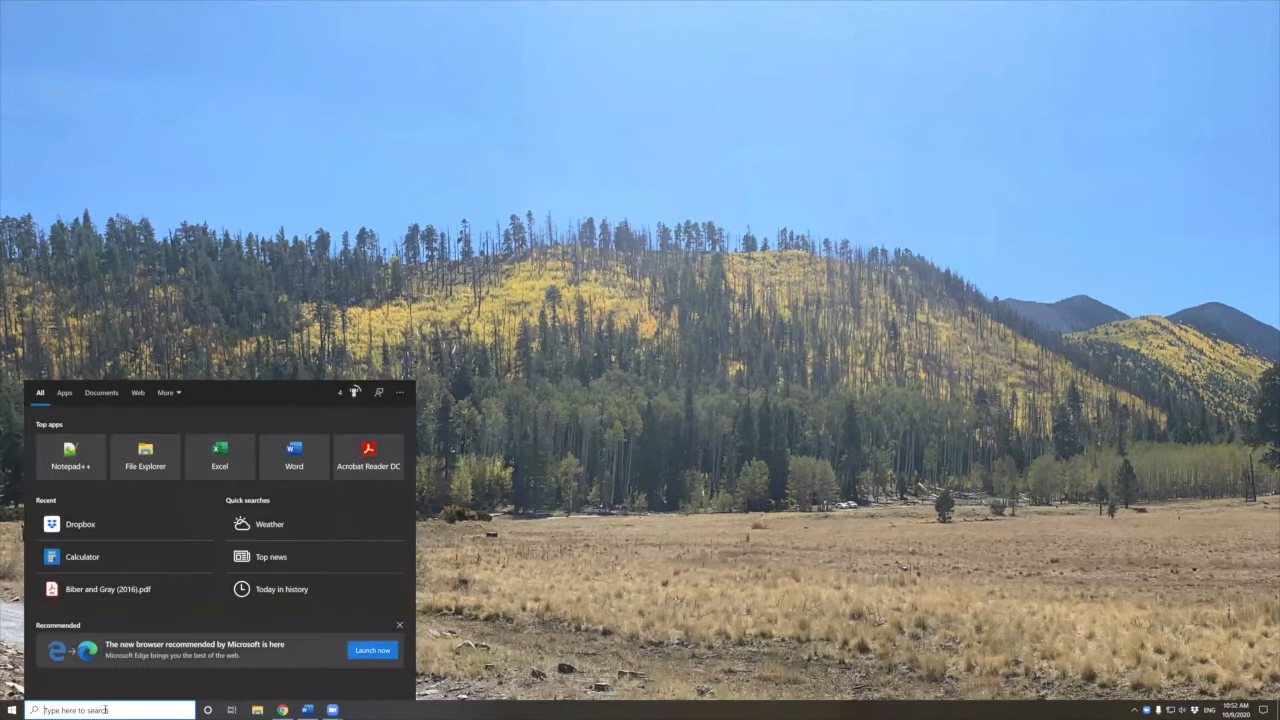 All Apps Documents Web More 4
Top apps
Notepad++ File Explorer Excel Word Acrobat Reader DC
Recent Quick searches
Dropbox Weather
Calculator Top news
Biber and Gray (2016).pdf Today in history
Recommended
The new browser recommended by Microsoft is here
Microsoft Edge brings you the best of the web.
Launch now
Type here to search
ENG
10:52 AM
10/9/2020